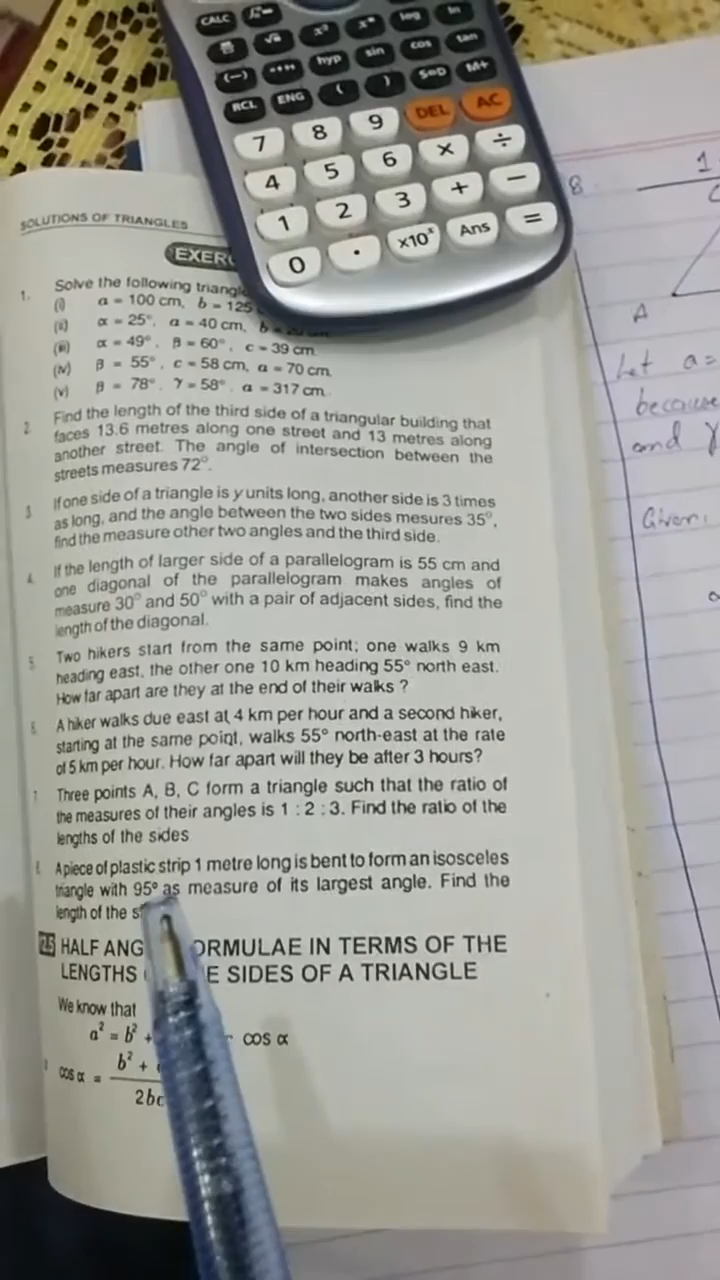 CALC
x²
x■
log
ln
(−)
hyp
sin
cos
tan
RCL
ENG
(
)
S⇔D
M+
7
8
9
DEL
AC
4
5
6
×
÷
1
2
3
+
−
0
.
×10ˣ
Ans
=
SOLUTIONS OF TRIANGLES
1. Solve the following
(i) a = 100 cm, b = 125
(ii) α = 25°, a = 40 cm, b =
(iii) α = 49°, β = 60°, c = 39 cm
(iv) β = 55°, c = 58 cm, a = 70 cm.
(v) β = 78°, γ = 58°, a = 317 cm
2. Find the length of the third side of a triangular building that
faces 13.6 metres along one street and 13 metres along
another street. The angle of intersection between the
streets measures 72°.
3. If one side of a triangle is y units long, another side is 3 times
as long, and the angle between the two sides mesures 35°,
find the measure other two angles and the third side.
4. If the length of larger side of a parallelogram is 55 cm and
one diagonal of the parallelogram makes angles of
measure 30° and 50° with a pair of adjacent sides, find the
length of the diagonal.
5. Two hikers start from the same point; one walks 9 km
heading east, the other one 10 km heading 55° north east.
How far apart are they at the end of their walks ?
6. A hiker walks due east at 4 km per hour and a second hiker,
starting at the same point, walks 55° north-east at the rate
of 5 km per hour. How far apart will they be after 3 hours?
7. Three points A, B, C form a triangle such that the ratio of
the measures of their angles is 1 : 2 : 3. Find the ratio of the
lengths of the sides
A piece of plastic strip 1 metre long is bent to form an isosceles
triangle with 95° as measure of its largest angle. Find the
length of the
HALF
FORMULAE IN TERMS OF THE
LENGTHS
SIDES OF A TRIANGLE
We know that
a² = b² + cos α
cos α = b² +
2bc
1
A
Let a =
because
and γ
Given: